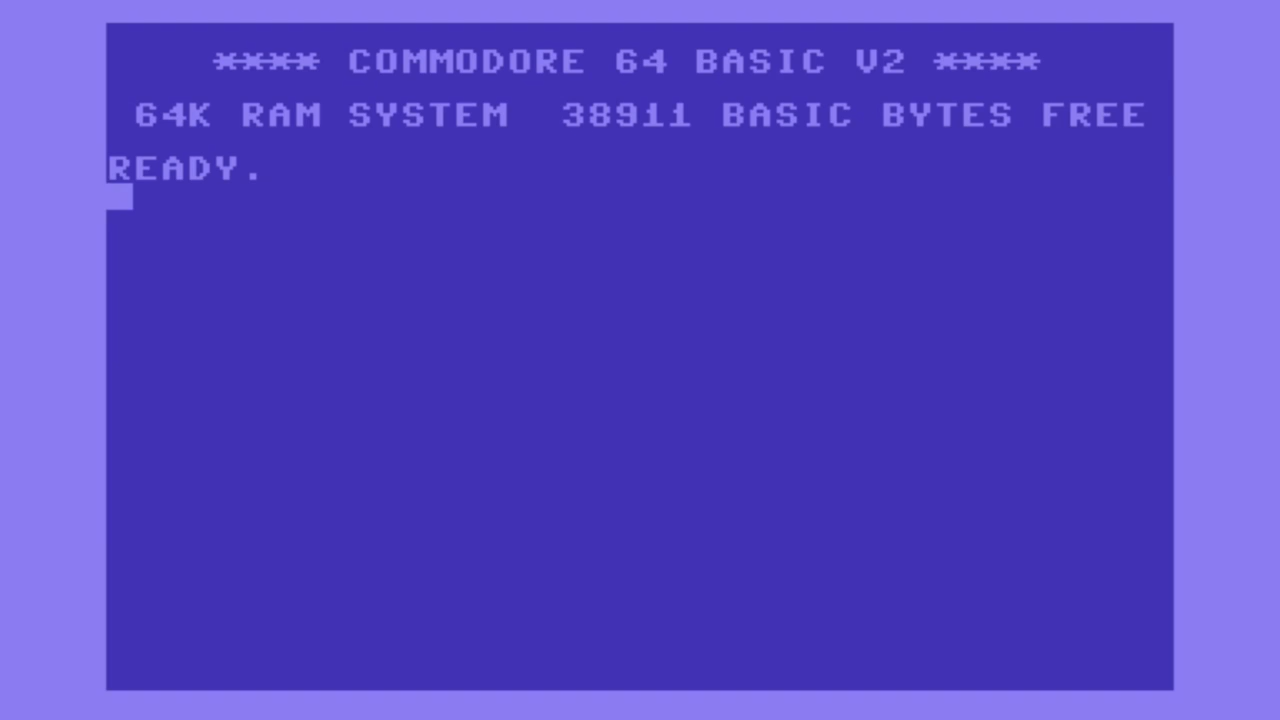 **** COMMODORE 64 BASIC V2 ****
64K RAM SYSTEM  38911 BASIC BYTES FREE
READY.